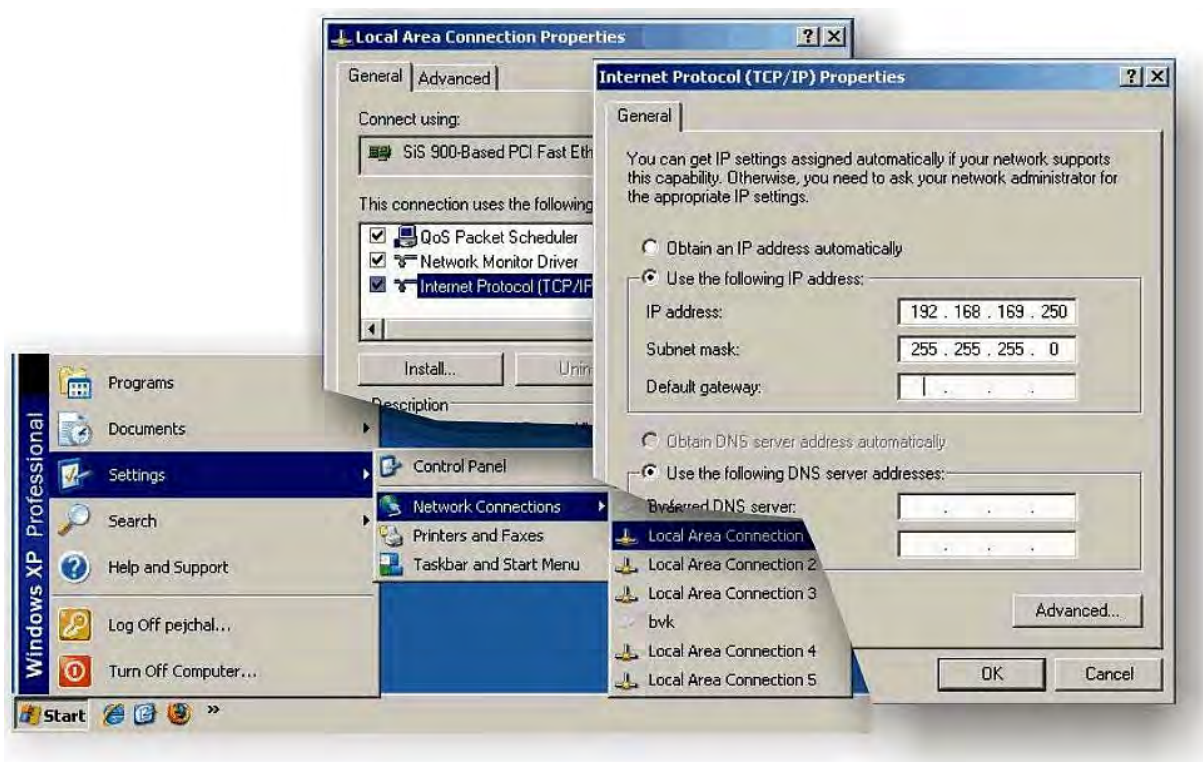 Local Area Connection Properties
General Advanced
Connect using:
SiS 900-Based PCI Fast Eth
This connection uses the following
QoS Packet Scheduler
Network Monitor Driver
Internet Protocol (TCP/IP
Install...
Unin
Description
Internet Protocol (TCP/IP) Properties
General
You can get IP settings assigned automatically if your network supports
this capability. Otherwise, you need to ask your network administrator for
the appropriate IP settings.
Obtain an IP address automatically
Use the following IP address:
IP address: 192 . 168 . 169 . 250
Subnet mask: 255 . 255 . 255 . 0
Default gateway: . . .
Obtain DNS server address automatically
Use the following DNS server addresses:
Preferred DNS server: . . .
. . .
Advanced...
OK Cancel
Windows XP Professional
Programs
Documents
Settings
Search
Help and Support
Log Off pejchal...
Turn Off Computer...
Start »
Control Panel
Network Connections
Printers and Faxes
Taskbar and Start Menu
Local Area Connection
Local Area Connection 2
Local Area Connection 3
bvk
Local Area Connection 4
Local Area Connection 5